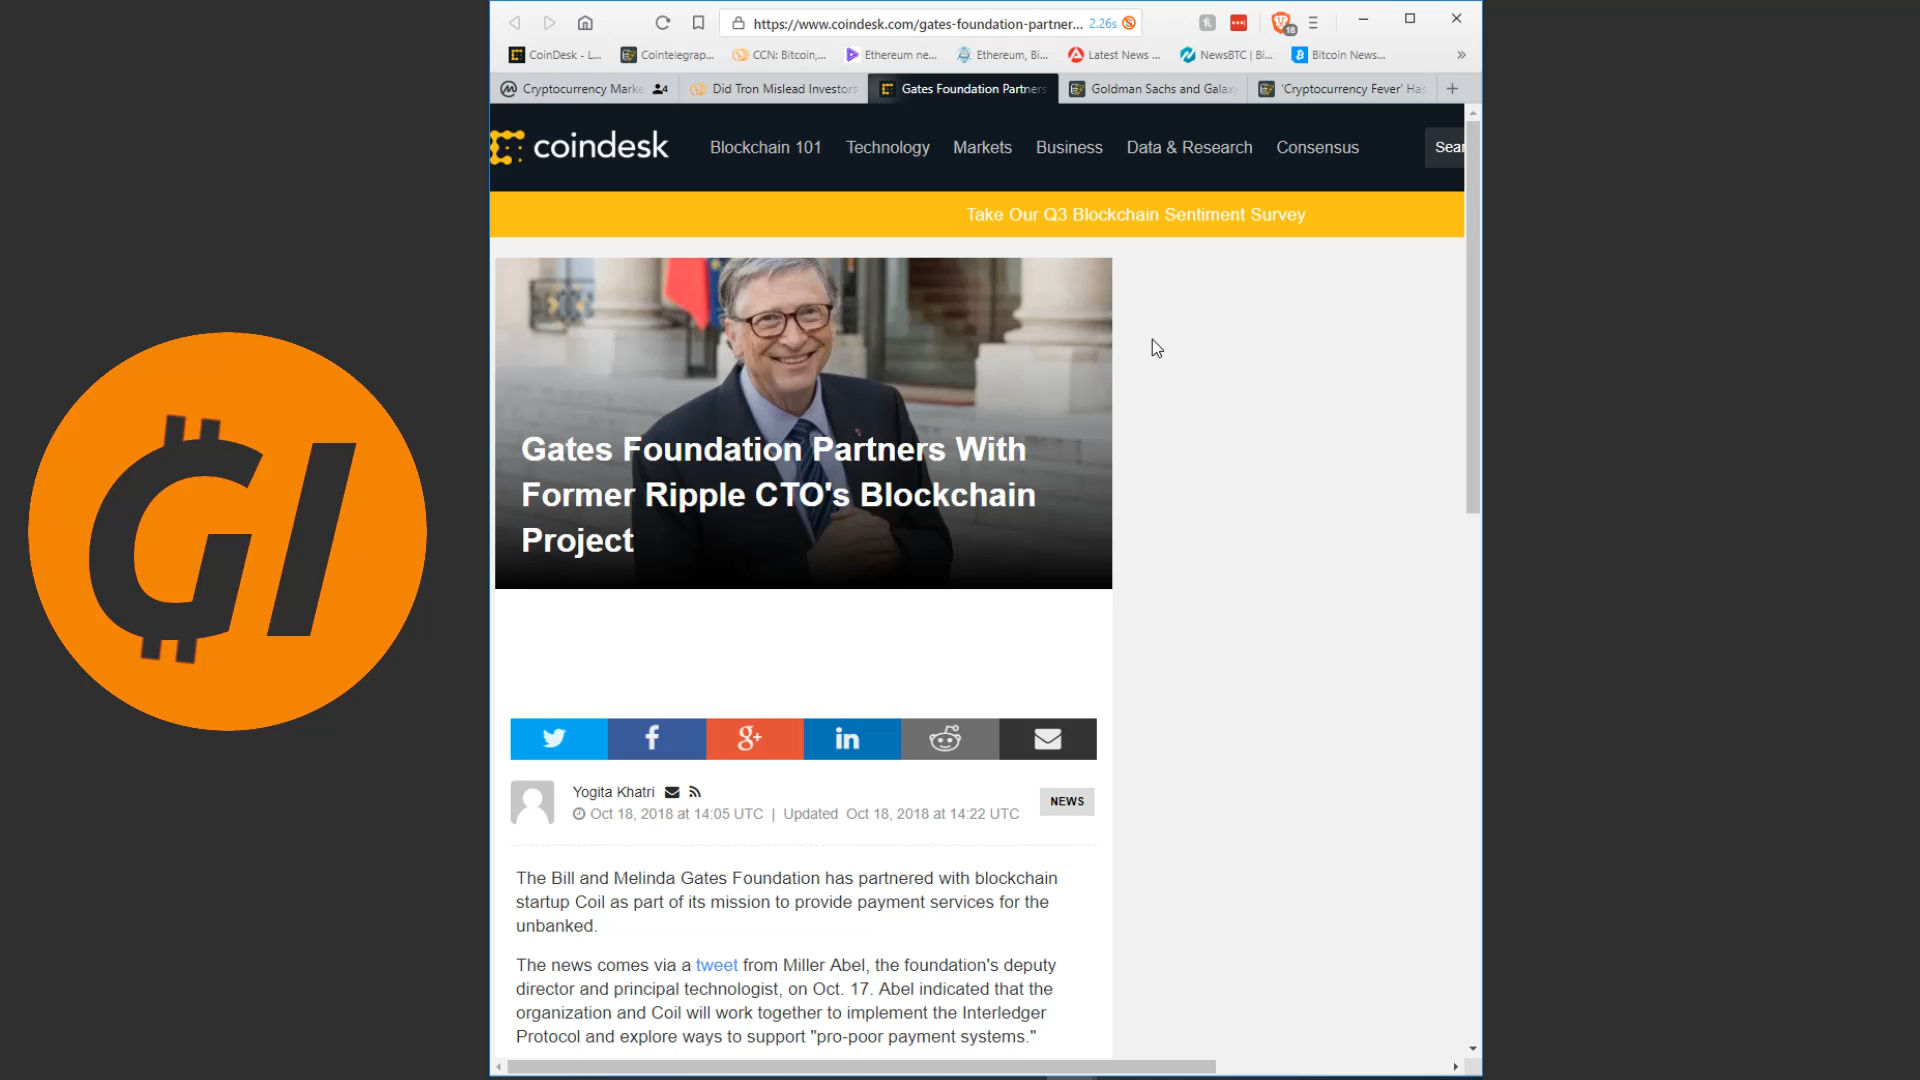 https://www.coindesk.com/gates-foundation-partner... 2.26s
18
CoinDesk - L...
Cointelegrap...
CCN: Bitcoin,...
Ethereum ne...
Ethereum, Bi...
Latest News ...
NewsBTC | Bi...
Bitcoin News...
Cryptocurrency Marke
4
Did Tron Mislead Investors
Gates Foundation Partners
Goldman Sachs and Galax
'Cryptocurrency Fever' Has
coindesk
Blockchain 101
Technology
Markets
Business
Data & Research
Consensus
Sear
Take Our Q3 Blockchain Sentiment Survey
Gates Foundation Partners With
Former Ripple CTO's Blockchain
Project
GI
Yogita Khatri
Oct 18, 2018 at 14:05 UTC | Updated Oct 18, 2018 at 14:22 UTC
NEWS
The Bill and Melinda Gates Foundation has partnered with blockchain
startup Coil as part of its mission to provide payment services for the
unbanked.
The news comes via a tweet from Miller Abel, the foundation's deputy
director and principal technologist, on Oct. 17. Abel indicated that the
organization and Coil will work together to implement the Interledger
Protocol and explore ways to support "pro-poor payment systems."